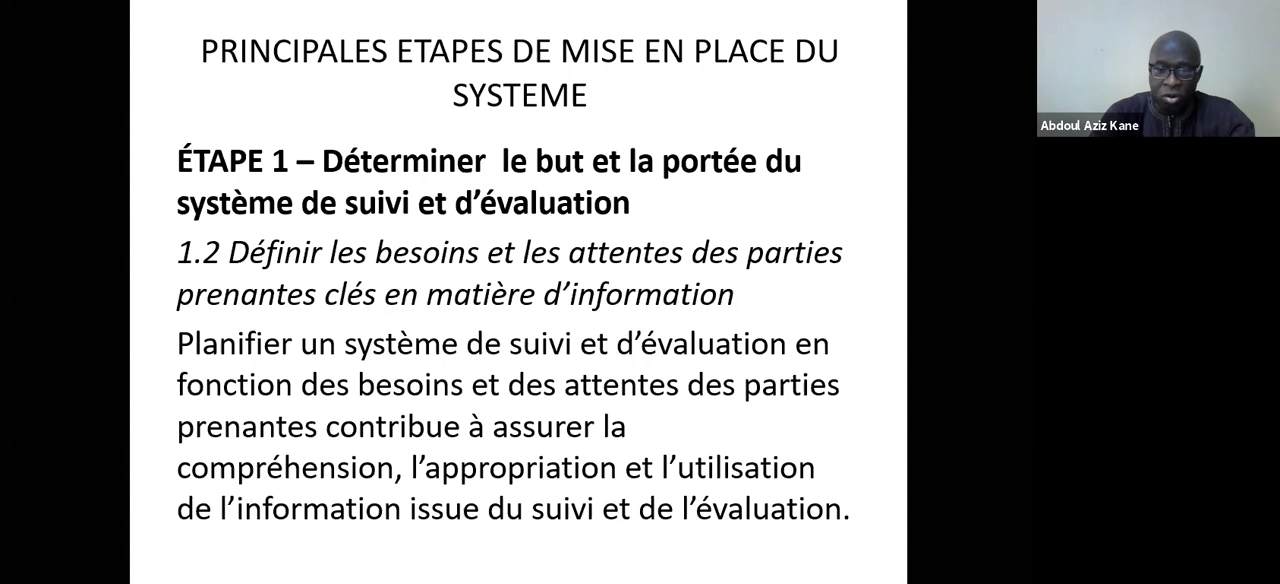 PRINCIPALES ETAPES DE MISE EN PLACE DU
SYSTEME
ÉTAPE 1 – Déterminer  le but et la portée du
système de suivi et d’évaluation
1.2 Définir les besoins et les attentes des parties
prenantes clés en matière d’information
Planifier un système de suivi et d’évaluation en
fonction des besoins et des attentes des parties
prenantes contribue à assurer la
compréhension, l’appropriation et l’utilisation
de l’information issue du suivi et de l’évaluation.
Abdoul Aziz Kane